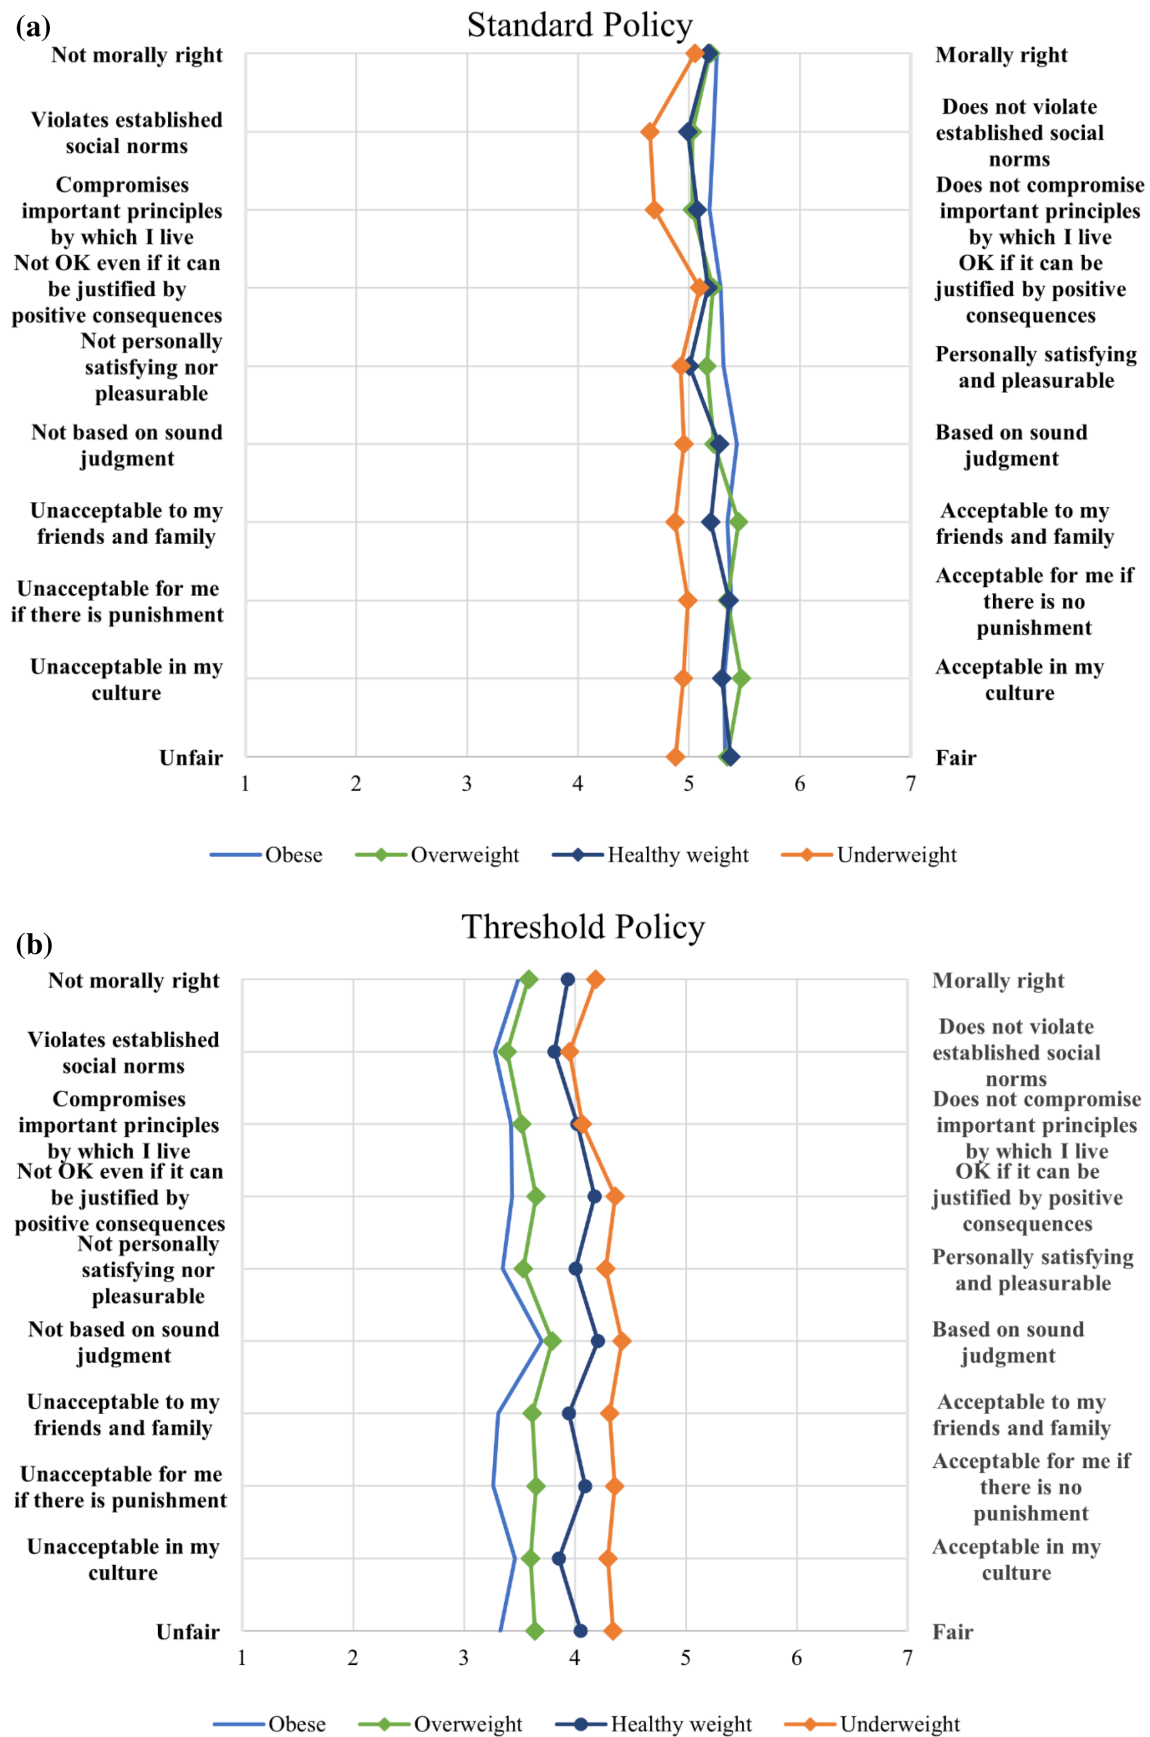 (a)
Standard Policy
Not morally right
Morally right
Violates established
social norms
Does not violate
established social
norms
Compromises
important principles
by which I live
Does not compromise
important principles
by which I live
Not OK even if it can
be justified by
positive consequences
OK if it can be
justified by positive
consequences
Not personally
satisfying nor
pleasurable
Personally satisfying
and pleasurable
Not based on sound
judgment
Based on sound
judgment
Unacceptable to my
friends and family
Acceptable to my
friends and family
Unacceptable for me
if there is punishment
Acceptable for me if
there is no
punishment
Unacceptable in my
culture
Acceptable in my
culture
Unfair
Fair
1 2 3 4 5 6 7
Obese Overweight Healthy weight Underweight
(b)
Threshold Policy
Not morally right
Morally right
Violates established
social norms
Does not violate
established social
norms
Compromises
important principles
by which I live
Does not compromise
important principles
by which I live
Not OK even if it can
be justified by
positive consequences
OK if it can be
justified by positive
consequences
Not personally
satisfying nor
pleasurable
Personally satisfying
and pleasurable
Not based on sound
judgment
Based on sound
judgment
Unacceptable to my
friends and family
Acceptable to my
friends and family
Unacceptable for me
if there is punishment
Acceptable for me if
there is no
punishment
Unacceptable in my
culture
Acceptable in my
culture
Unfair
Fair
1 2 3 4 5 6 7
Obese Overweight Healthy weight Underweight